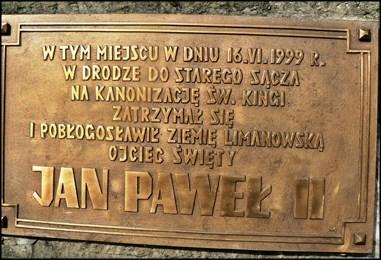 W TYM MIEJSCU W DNIU 16.VI.1999 R.
W DRODZE DO STAREGO SĄCZA
NA KANONIZACJĘ ŚW. KINGI
ZATRZYMAŁ SIĘ
I POBŁOGOSŁAWIŁ ZIEMIĘ LIMANOWSKĄ
OJCIEC ŚWIĘTY
JAN PAWEŁ II